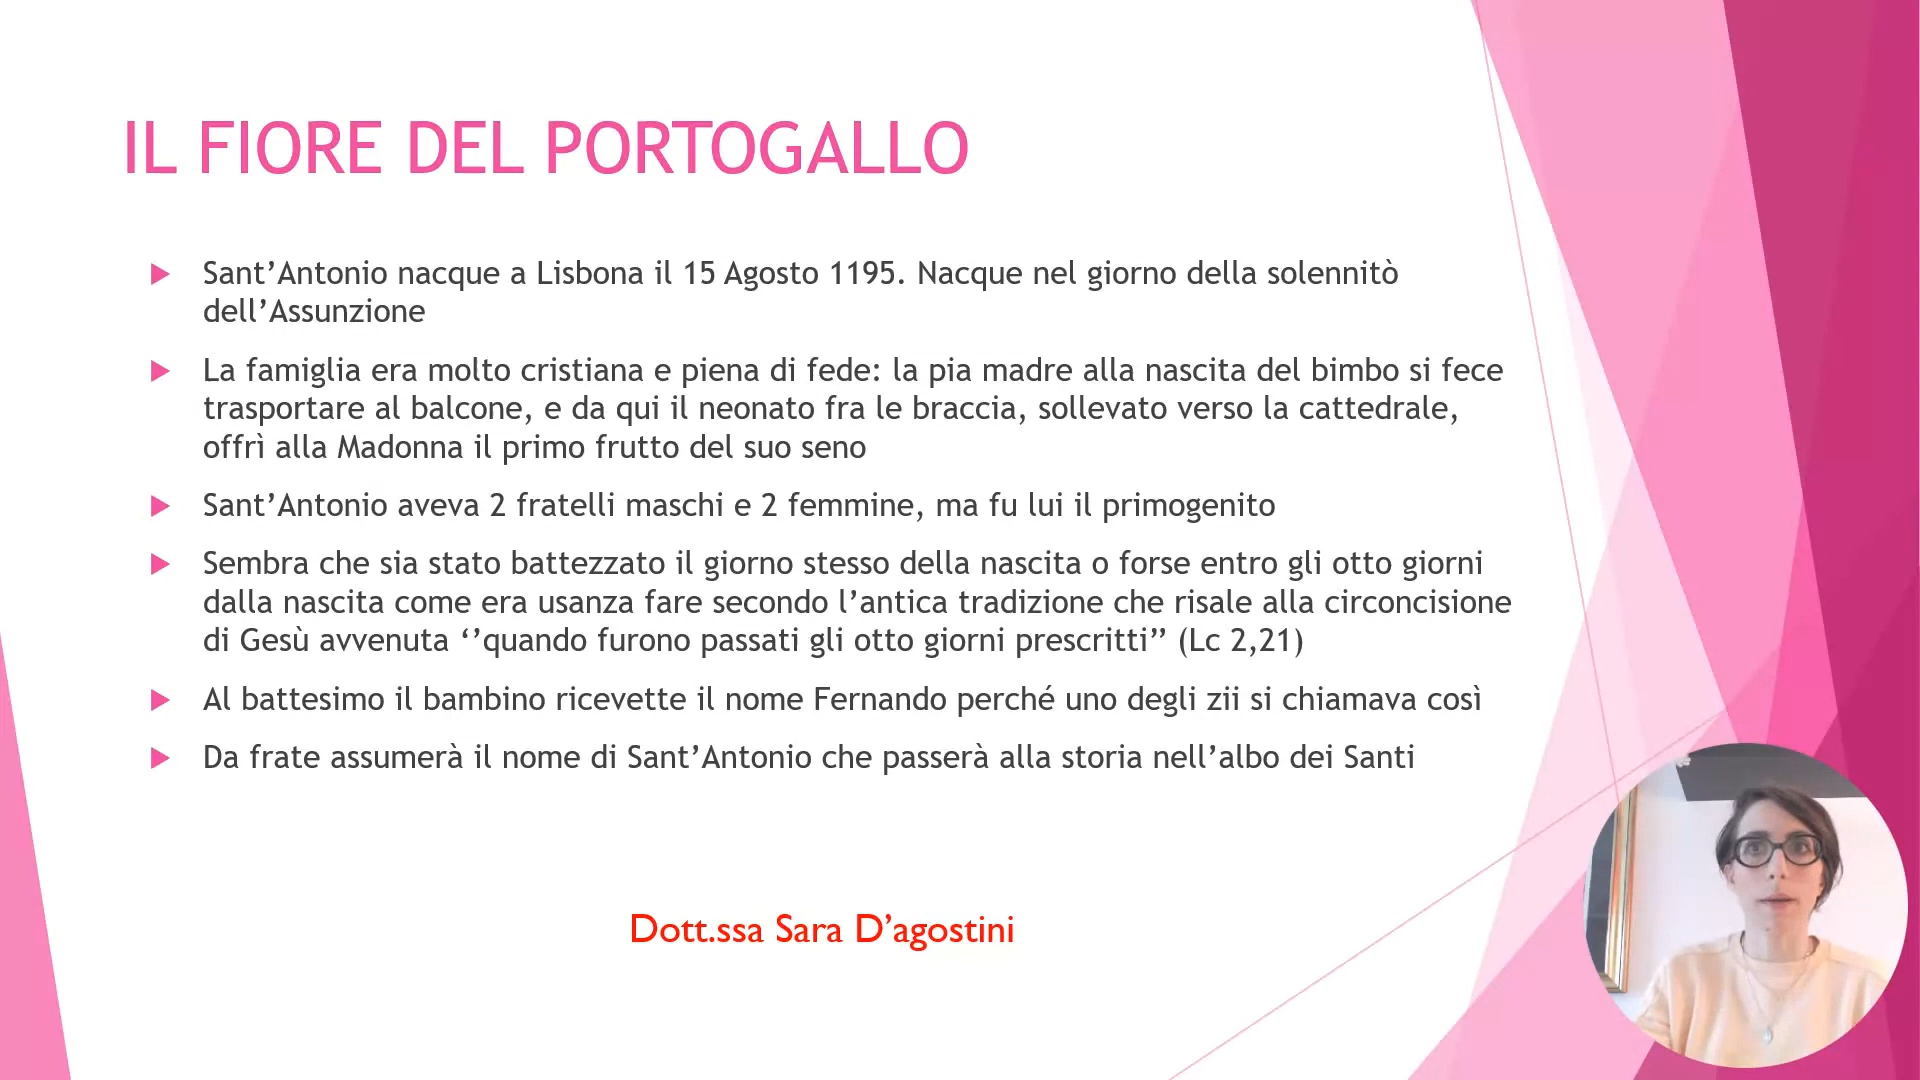 IL FIORE DEL PORTOGALLO
Sant’Antonio nacque a Lisbona il 15 Agosto 1195. Nacque nel giorno della solennitò
dell’Assunzione
La famiglia era molto cristiana e piena di fede: la pia madre alla nascita del bimbo si fece
trasportare al balcone, e da qui il neonato fra le braccia, sollevato verso la cattedrale,
offrì alla Madonna il primo frutto del suo seno
Sant’Antonio aveva 2 fratelli maschi e 2 femmine, ma fu lui il primogenito
Sembra che sia stato battezzato il giorno stesso della nascita o forse entro gli otto giorni
dalla nascita come era usanza fare secondo l’antica tradizione che risale alla circoncisione
di Gesù avvenuta ‘’quando furono passati gli otto giorni prescritti’’ (Lc 2,21)
Al battesimo il bambino ricevette il nome Fernando perché uno degli zii si chiamava così
Da frate assumerà il nome di Sant’Antonio che passerà alla storia nell’albo dei Santi
Dott.ssa Sara D’agostini